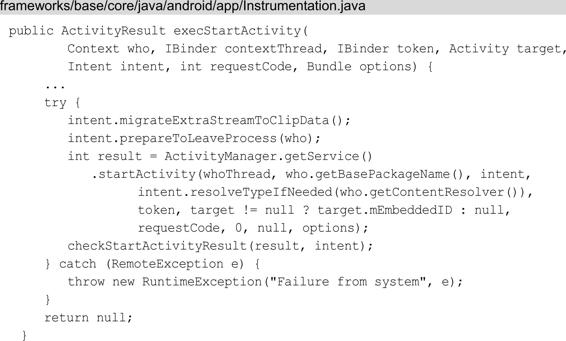 frameworks/base/core/java/android/app/Instrumentation.java
public ActivityResult execStartActivity(
Context who, IBinder contextThread, IBinder token, Activity target,
Intent intent, int requestCode, Bundle options) {
...
try {
intent.migrateExtraStreamToClipData();
intent.prepareToLeaveProcess(who);
int result = ActivityManager.getService()
.startActivity(whoThread, who.getBasePackageName(), intent,
intent.resolveTypeIfNeeded(who.getContentResolver()),
token, target != null ? target.mEmbeddedID : null,
requestCode, 0, null, options);
checkStartActivityResult(result, intent);
} catch (RemoteException e) {
throw new RuntimeException("Failure from system", e);
}
return null;
}